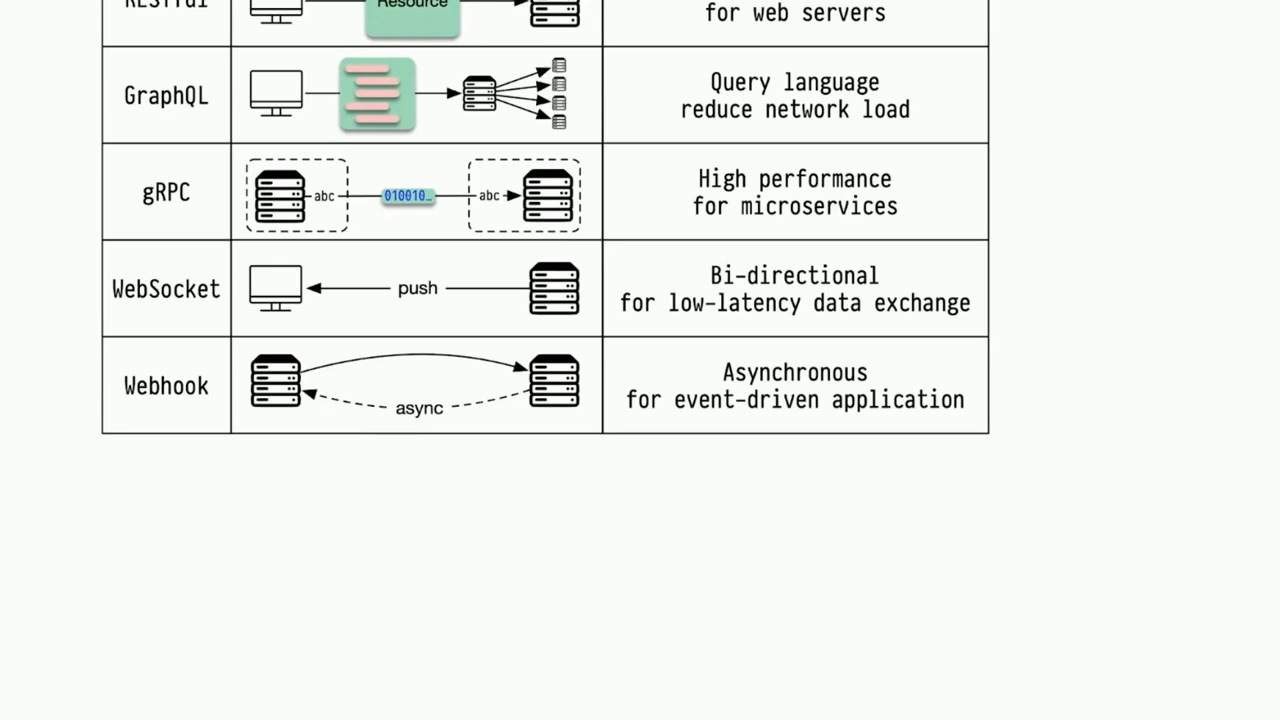 RESTful
Resource
for web servers
GraphQL
Query language
reduce network load
gRPC
abc
010010…
abc
High performance
for microservices
WebSocket
push
Bi-directional
for low-latency data exchange
Webhook
async
Asynchronous
for event-driven application